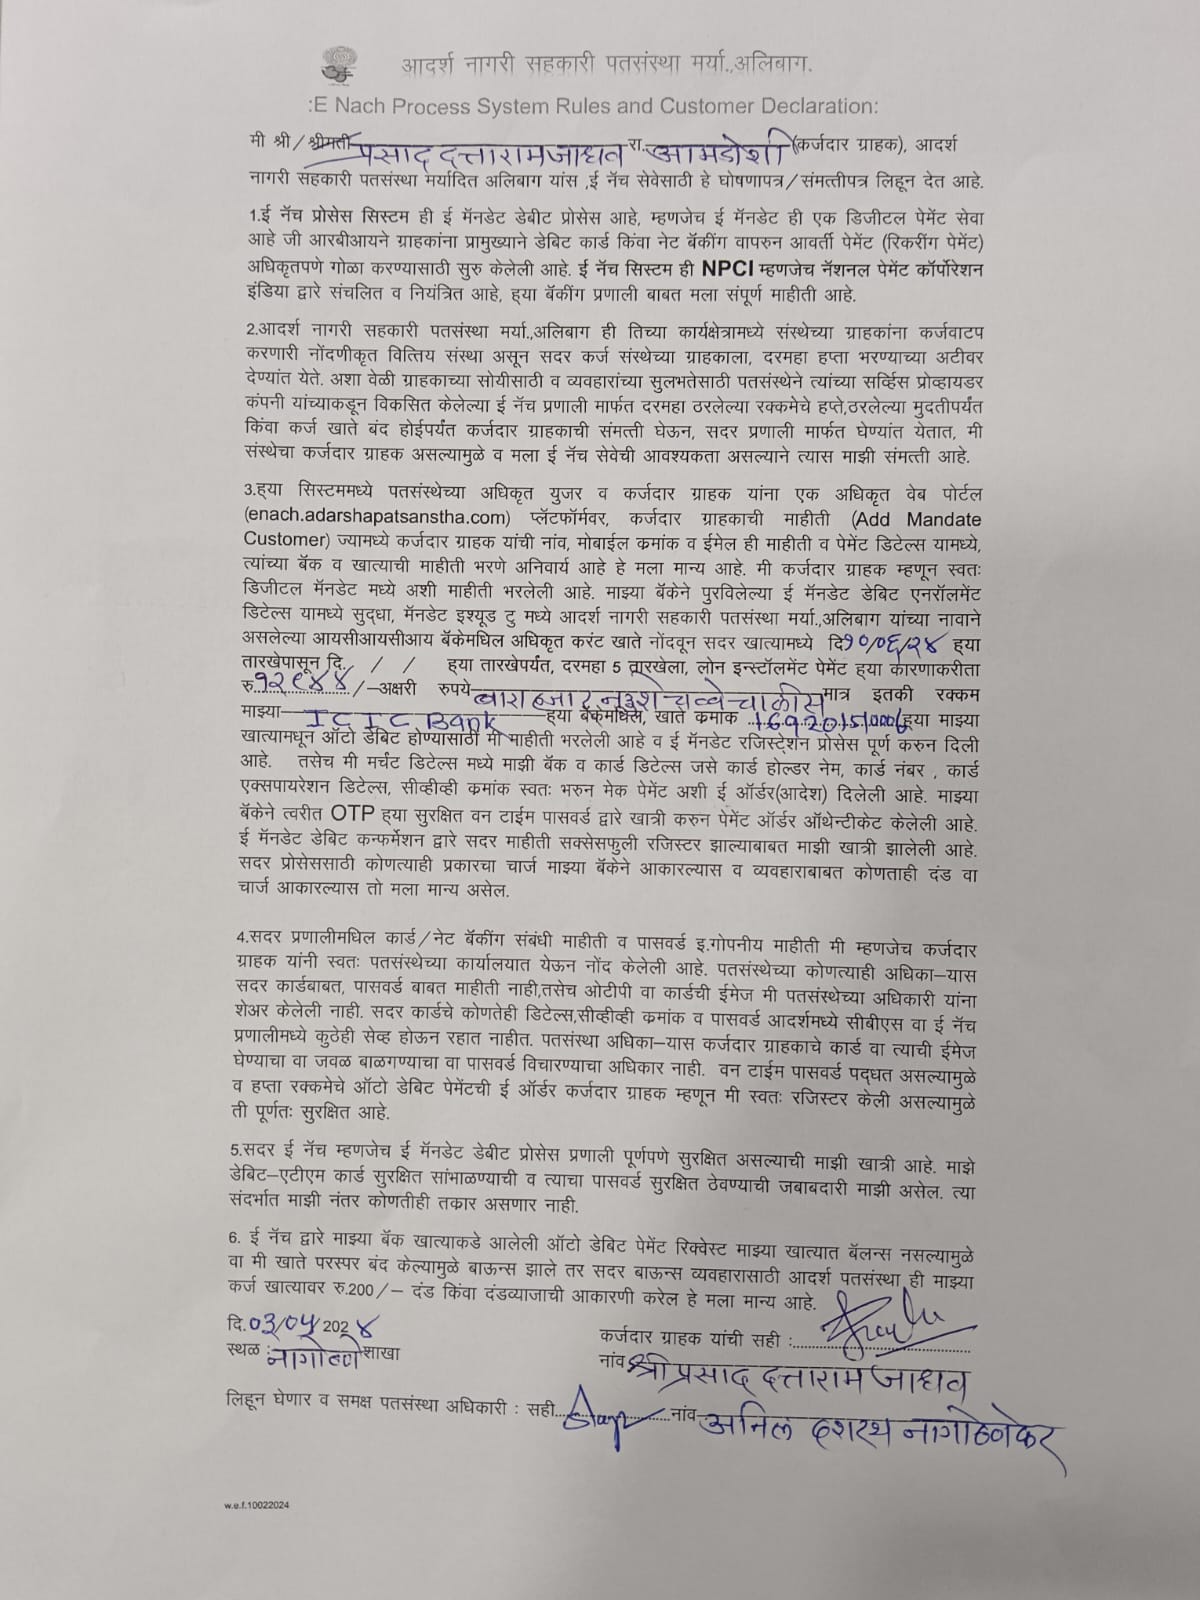 आदर्श नागरी सहकारी पतसंस्था मर्या.,अलिबाग.
:E Nach Process System Rules and Customer Declaration:
मी श्री/श्रीमती प्रसाद दत्ताराम जाधव रा. आमडोशी (कर्जदार ग्राहक), आदर्श
नागरी सहकारी पतसंस्था मर्यादित अलिबाग यांस ,ई नॅच सेवेसाठी हे घोषणापत्र/संमत्तीपत्र लिहून देत आहे.
1.ई नॅच प्रोसेस सिस्टम ही ई मॅनडेट डेबीट प्रोसेस आहे, म्हणजेच ई मॅनडेट ही एक डिजीटल पेमेंट सेवा
आहे जी आरबीआयने ग्राहकांना प्रामुख्याने डेबिट कार्ड किंवा नेट बॅकींग वापरुन आवर्ती पेमेंट (रिकरींग पेमेंट)
अधिकृतपणे गोळा करण्यासाठी सुरु केलेली आहे. ई नॅच सिस्टम ही NPCI म्हणजेच नॅशनल पेमेंट कॉर्पोरेशन
इंडिया द्वारे संचलित व नियंत्रित आहे, ह्या बॅकींग प्रणाली बाबत मला संपूर्ण माहीती आहे.
2.आदर्श नागरी सहकारी पतसंस्था मर्या.,अलिबाग ही तिच्या कार्यक्षेत्रामध्ये संस्थेच्या ग्राहकांना कर्जवाटप
करणारी नोंदणीकृत वित्तिय संस्था असून सदर कर्ज संस्थेच्या ग्राहकाला, दरमहा हप्ता भरण्याच्या अटीवर
देण्यांत येते. अशा वेळी ग्राहकाच्या सोयीसाठी व व्यवहारांच्या सुलभतेसाठी पतसंस्थेने त्यांच्या सर्व्हिस प्रोव्हायडर
कंपनी यांच्याकडून विकसित केलेल्या ई नॅच प्रणाली मार्फत दरमहा ठरलेल्या रक्कमेचे हप्ते,ठरलेल्या मुदतीपर्यंत
किंवा कर्ज खाते बंद होईपर्यंत कर्जदार ग्राहकाची संमत्ती घेऊन, सदर प्रणाली मार्फत घेण्यांत येतात, मी
संस्थेचा कर्जदार ग्राहक असल्यामुळे व मला ई नॅच सेवेची आवश्यकता असल्याने त्यास माझी संमत्ती आहे.
3.ह्या सिस्टममध्ये पतसंस्थेच्या अधिकृत युजर व कर्जदार ग्राहक यांना एक अधिकृत वेब पोर्टल
(enach.adarshapatsanstha.com) प्लॅटफॉर्मवर, कर्जदार ग्राहकाची माहीती (Add Mandate
Customer) ज्यामध्ये कर्जदार ग्राहक यांची नांव, मोबाईल कमांक व ईमेल ही माहीती व पेमेंट डिटेल्स यामध्ये,
त्यांच्या बॅक व खात्याची माहीती भरणे अनिवार्य आहे हे मला मान्य आहे. मी कर्जदार ग्राहक म्हणून स्वतः
डिजीटल मॅनडेट मध्ये अशी माहीती भरलेली आहे. माझ्या बॅकेने पुरविलेल्या ई मॅनडेट डेबिट एनरॉलमेंट
डिटेल्स यामध्ये सुद्धा, मॅनडेट इश्यूड टु मध्ये आदर्श नागरी सहकारी पतसंस्था मर्या.,अलिबाग यांच्या नावाने
असलेल्या आयसीआयसीआय बॅकेमधिल अधिकृत करंट खाते नोंदवून सदर खात्यामध्ये दि१०/०६/२४ ह्या
तारखेपासून दि. / / ह्या तारखेपर्यंत, दरमहा 5 तारखेला, लोन इन्स्टॉलमेंट पेमेंट ह्या कारणाकरीता
रु.१२९४४/–अक्षरी रुपये बारा हजार नऊशे चव्वेचाळीस मात्र इतकी रक्कम
माझ्या ICIC Bank ह्या बॅकेमधिल, खाते कमांक ह्या माझ्या
खात्यामधून ऑटो डेबिट होण्यासाठी मी माहीती भरलेली आहे व ई मॅनडेट रजिस्ट्रेशन प्रोसेस पूर्ण करुन दिली
आहे. तसेच मी मर्चंट डिटेल्स मध्ये माझी बॅक व कार्ड डिटेल्स जसे कार्ड होल्डर नेम, कार्ड नंबर , कार्ड
एक्सपायरेशन डिटेल्स, सीव्हीव्ही कमांक स्वतः भरुन मेक पेमेंट अशी ई ऑर्डर(आदेश) दिलेली आहे. माझ्या
बॅकेने त्वरीत OTP ह्या सुरक्षित वन टाईम पासवर्ड द्वारे खात्री करुन पेमेंट ऑर्डर ऑथेन्टीकेट केलेली आहे.
ई मॅनडेट डेबिट कन्फर्मेशन द्वारे सदर माहीती सक्सेसफुली रजिस्टर झाल्याबाबत माझी खात्री झालेली आहे.
सदर प्रोसेससाठी कोणत्याही प्रकारचा चार्ज माझ्या बॅकेने आकारल्यास व व्यवहाराबाबत कोणताही दंड वा
चार्ज आकारल्यास तो मला मान्य असेल.
4.सदर प्रणालीमधिल कार्ड/नेट बॅकींग संबंधी माहीती व पासवर्ड इ.गोपनीय माहीती मी म्हणजेच कर्जदार
ग्राहक यांनी स्वतः पतसंस्थेच्या कार्यालयात येऊन नोंद केलेली आहे. पतसंस्थेच्या कोणत्याही अधिका–यास
सदर कार्डबाबत, पासवर्ड बाबत माहीती नाही,तसेच ओटीपी वा कार्डची ईमेज मी पतसंस्थेच्या अधिकारी यांना
शेअर केलेली नाही. सदर कार्डचे कोणतेही डिटेल्स,सीव्हीव्ही कमांक व पासवर्ड आदर्शमध्ये सीबीएस वा ई नॅच
प्रणालीमध्ये कुठेही सेव्ह होऊन रहात नाहीत. पतसंस्था अधिका–यास कर्जदार ग्राहकाचे कार्ड वा त्याची ईमेज
घेण्याचा वा जवळ बाळगण्याचा वा पासवर्ड विचारण्याचा अधिकार नाही. वन टाईम पासवर्ड पद्धत असल्यामुळे
व हप्ता रक्कमेचे ऑटो डेबिट पेमेंटची ई ऑर्डर कर्जदार ग्राहक म्हणून मी स्वतः रजिस्टर केली असल्यामुळे
ती पूर्णतः सुरक्षित आहे.
5.सदर ई नॅच म्हणजेच ई मॅनडेट डेबीट प्रोसेस प्रणाली पूर्णपणे सुरक्षित असल्याची माझी खात्री आहे. माझे
डेबिट–एटीएम कार्ड सुरक्षित सांभाळण्याची व त्याचा पासवर्ड सुरक्षित ठेवण्याची जबाबदारी माझी असेल. त्या
संदर्भात माझी नंतर कोणतीही तकार असणार नाही.
6. ई नॅच द्वारे माझ्या बॅक खात्याकडे आलेली ऑटो डेबिट पेमेंट रिक्वेस्ट माझ्या खात्यात बॅलन्स नसल्यामुळे
वा मी खाते परस्पर बंद केल्यामुळे बाऊन्स झाले तर सदर बाऊन्स व्यवहारासाठी आदर्श पतसंस्था ही माझ्या
कर्ज खात्यावर रु.200/– दंड किंवा दंडव्याजाची आकारणी करेल हे मला मान्य आहे.
दि.०३/०५/202४
कर्जदार ग्राहक यांची सही :
स्थळ : नागोठणे शाखा
नांव श्री प्रसाद दत्ताराम जाधव
लिहून घेणार व समक्ष पतसंस्था अधिकारी : सही नांव अनिल दशरथ नागोठणेकर
w.e.f.10022024